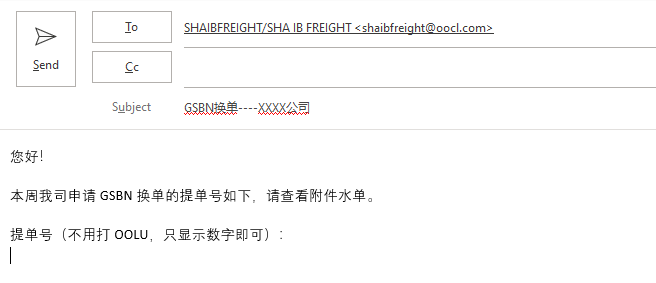 To
SHAIBFREIGHT/SHA IB FREIGHT <shaibfreight@oocl.com>
Send
Cc
Subject
GSBN换单----XXXX公司
您好！
本周我司申请 GSBN 换单的提单号如下，请查看附件水单。
提单号（不用打 OOLU，只显示数字即可）：